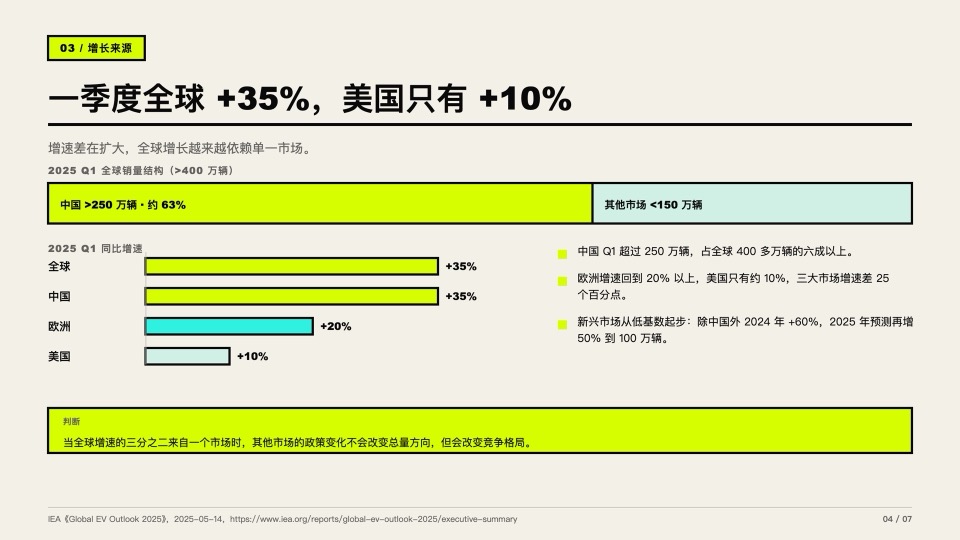 03 / 增长来源
一季度全球 +35%，美国只有 +10%
增速差在扩大，全球增长越来越依赖单一市场。
2025 Q1 全球销量结构（>400 万辆）
中国 >250 万辆 · 约 63%
其他市场 <150 万辆
2025 Q1 同比增速
全球 +35%
中国 +35%
欧洲 +20%
美国 +10%
中国 Q1 超过 250 万辆，占全球 400 多万辆的六成以上。
欧洲增速回到 20% 以上，美国只有约 10%，三大市场增速差 25
个百分点。
新兴市场从低基数起步：除中国外 2024 年 +60%，2025 年预测再增
50% 到 100 万辆。
判断
当全球增速的三分之二来自一个市场时，其他市场的政策变化不会改变总量方向，但会改变竞争格局。
IEA《Global EV Outlook 2025》，2025-05-14，https://www.iea.org/reports/global-ev-outlook-2025/executive-summary
04 / 07